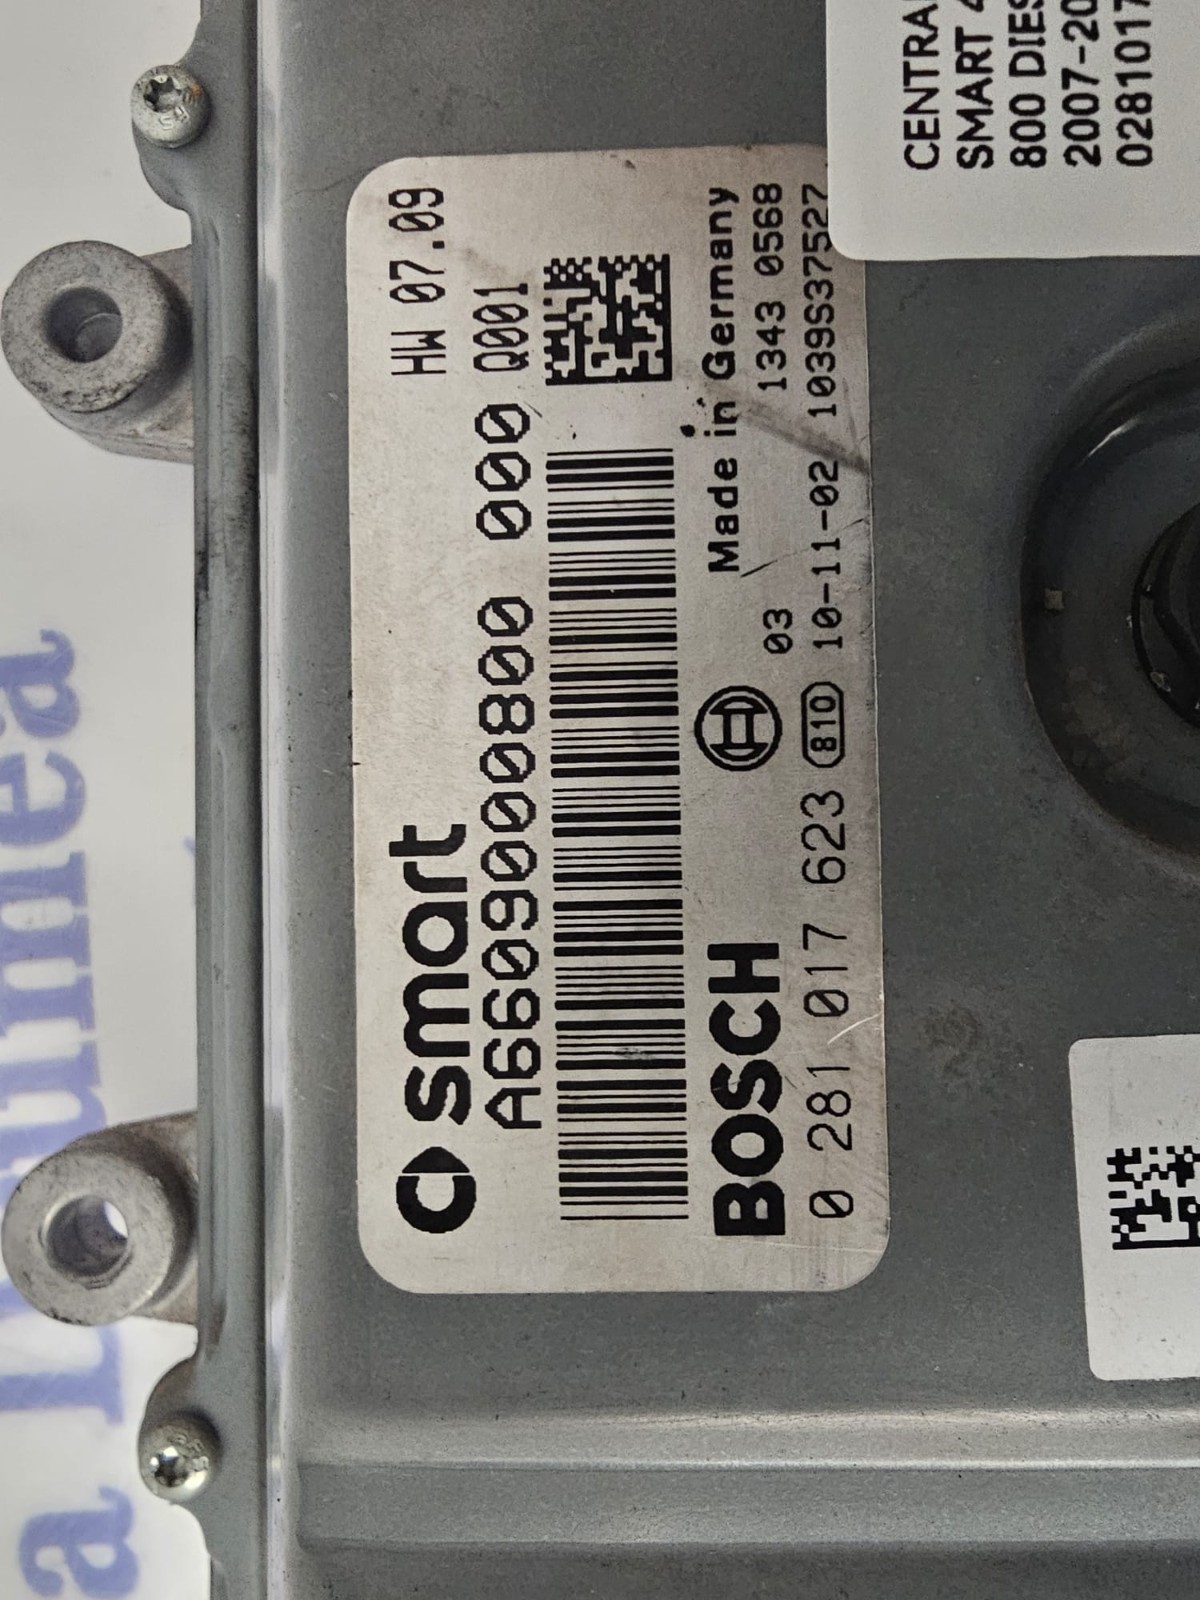 smart HW 07.09
A6609000800 000 Q001
BOSCH Made in Germany
03 1343 0568
0 281 017 623 810 10-11-02 1039S37527
CENTRA
SMART 4
800 DIES
2007-20
0281017